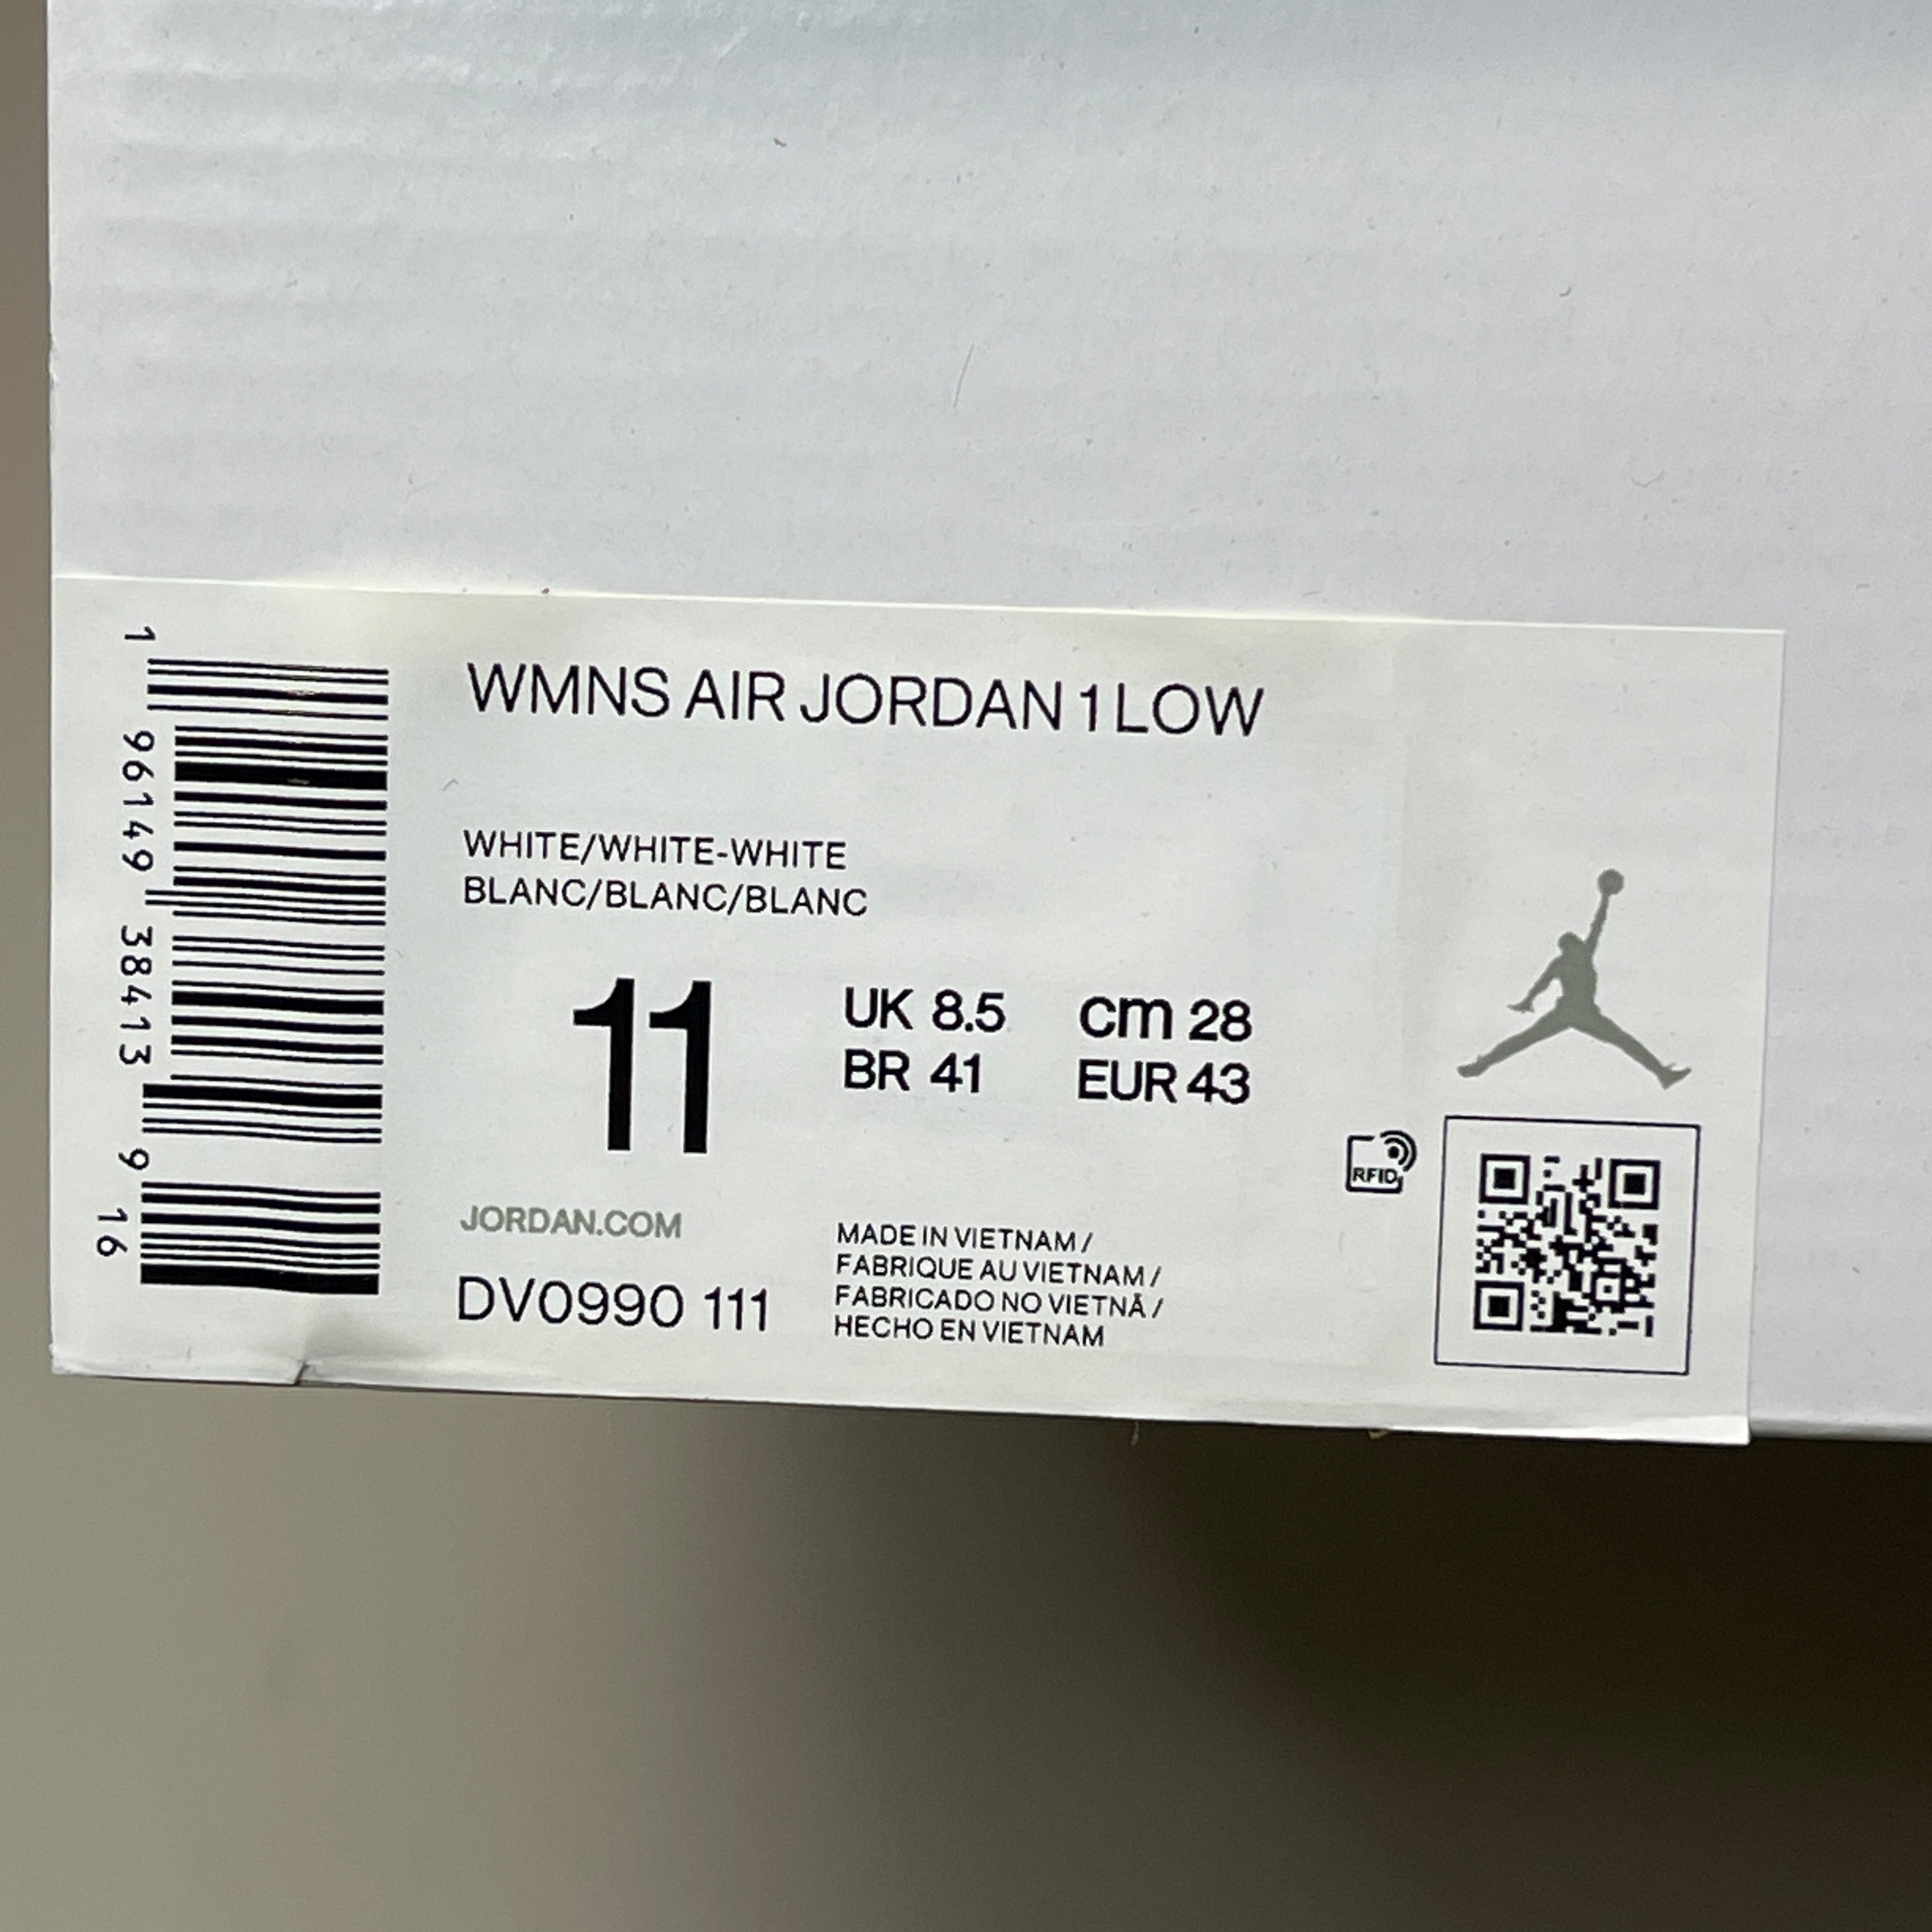 WMNS AIR JORDAN 1 LOW
WHITE/WHITE-WHITE
BLANC/BLANC/BLANC
11
UK 8.5 cm 28
BR 41 EUR 43
RFID
JORDAN.COM
DV0990 111
MADE IN VIETNAM /
FABRIQUE AU VIETNAM /
FABRICADO NO VIETNÃ /
HECHO EN VIETNAM
1 96149 38413 9 16